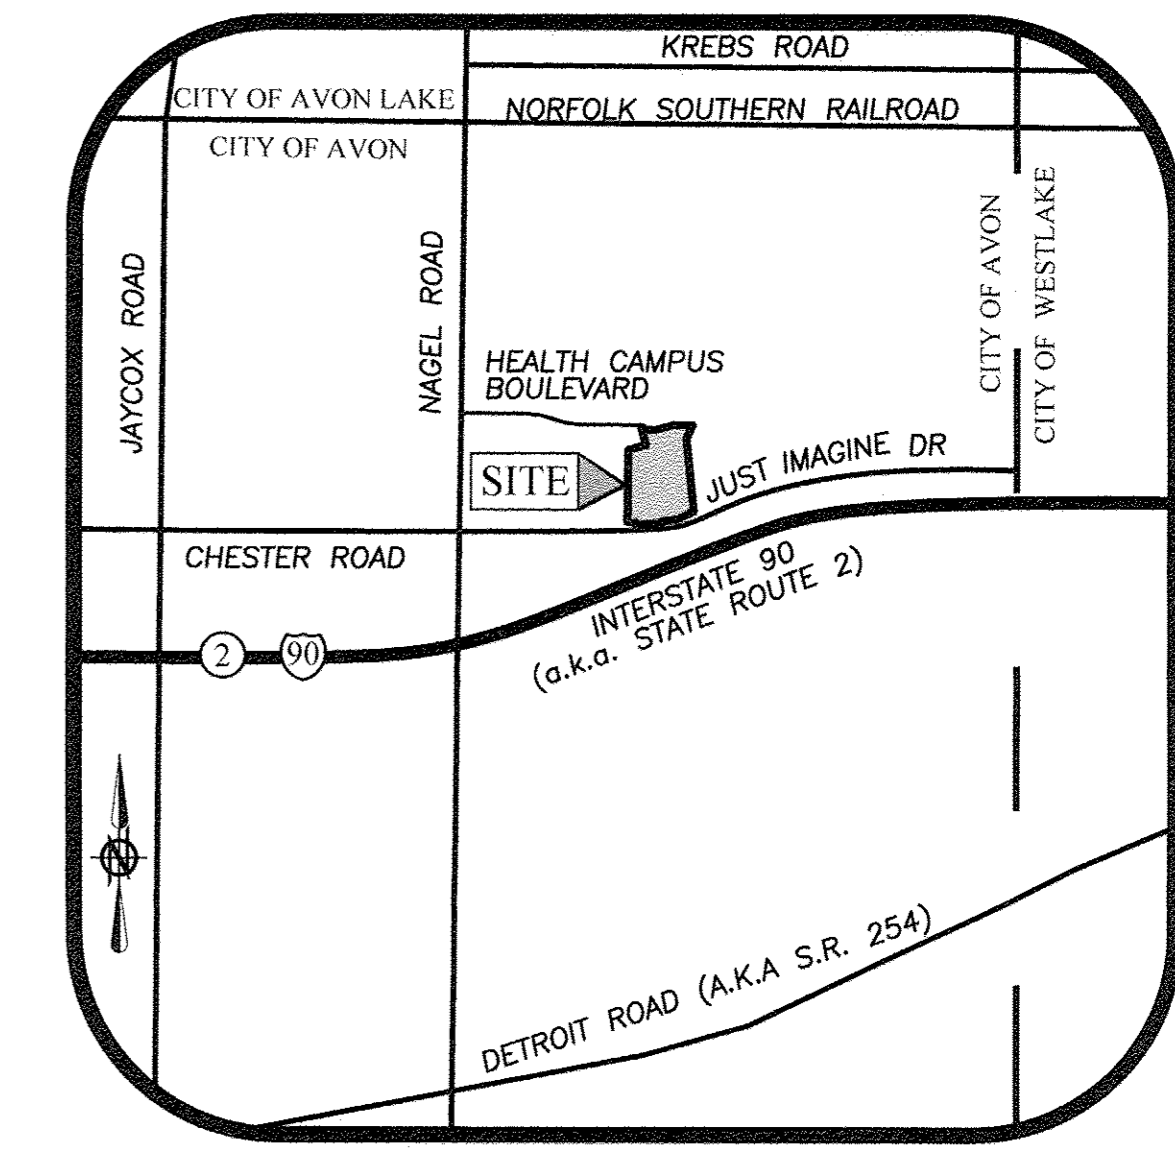 KREBS ROAD
CITY OF AVON LAKE
NORFOLK SOUTHERN RAILROAD
CITY OF AVON
JAYCOX ROAD
NAGEL ROAD
CITY OF AVON
CITY OF WESTLAKE
HEALTH CAMPUS
BOULEVARD
SITE
JUST IMAGINE DR
CHESTER ROAD
INTERSTATE 90
(a.k.a. STATE ROUTE 2)
2
90
N
DETROIT ROAD (A.K.A S.R. 254)